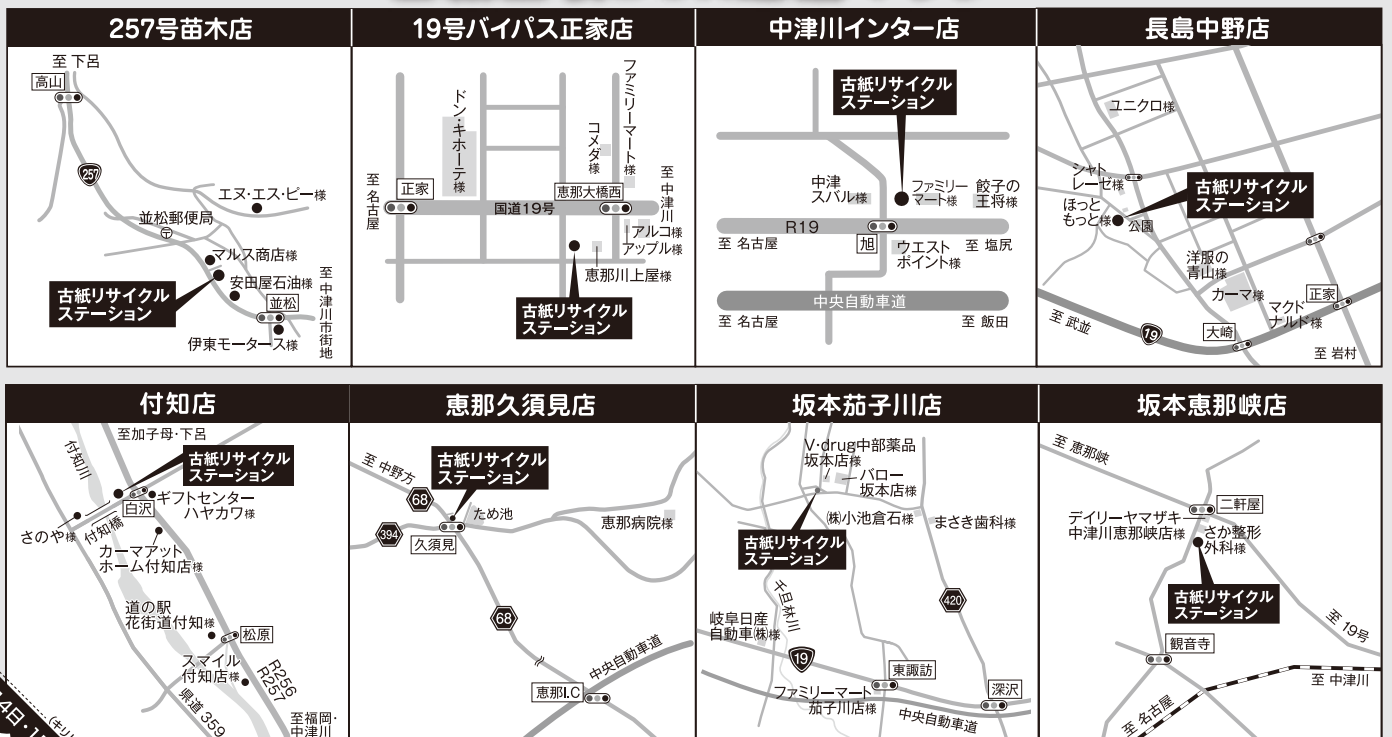 257号苗木店
至 下呂
高山
257
エヌ・エス・ピー様
並松郵便局
マルス商店様
安田屋石油様
古紙リサイクル
ステーション
並松
至 中津川市街地
伊東モータース様
19号バイパス正家店
ドン・キホーテ様
ファミリーマート様
コメダ様
至 名古屋
正家
恵那大橋西
至 中津川
国道19号
アルコ様
アップル様
恵那川上屋様
古紙リサイクル
ステーション
中津川インター店
古紙リサイクル
ステーション
中津
スバル様
ファミリー
マート様
餃子の
王将様
R19
至 名古屋
旭
至 塩尻
ウエスト
ポイント様
中央自動車道
至 名古屋
至 飯田
長島中野店
ユニクロ様
シャト
レーゼ様
古紙リサイクル
ステーション
ほっと
もっと様
公園
洋服の
青山様
カーマ様
正家
マクド
ナルド様
至 武並
19
大崎
至 岩村
付知店
至加子母・下呂
付知川
古紙リサイクル
ステーション
白沢
ギフトセンター
ハヤカワ様
さのや様
付知橋
カーマアット
ホーム付知店様
道の駅
花街道付知様
松原
スマイル
付知店様
R256
R257
県道 359
至福岡・
中津川
恵那久須見店
至 中野方
古紙リサイクル
ステーション
68
ため池
394
久須見
恵那病院様
68
中央自動車道
恵那I.C
坂本茄子川店
V・drug中部薬品
坂本店様
バロー
坂本店様
㈱小池倉石様
まさき歯科様
古紙リサイクル
ステーション
千旦林川
420
岐阜日産
自動車㈱様
19
東諏訪
ファミリーマート
茄子川店様
深沢
中央自動車道
坂本恵那峡店
至 恵那峡
二軒屋
デイリーヤマザキ
中津川恵那峡店様
さか整形
外科様
古紙リサイクル
ステーション
至 19号
観音寺
至 中津川
至 名古屋